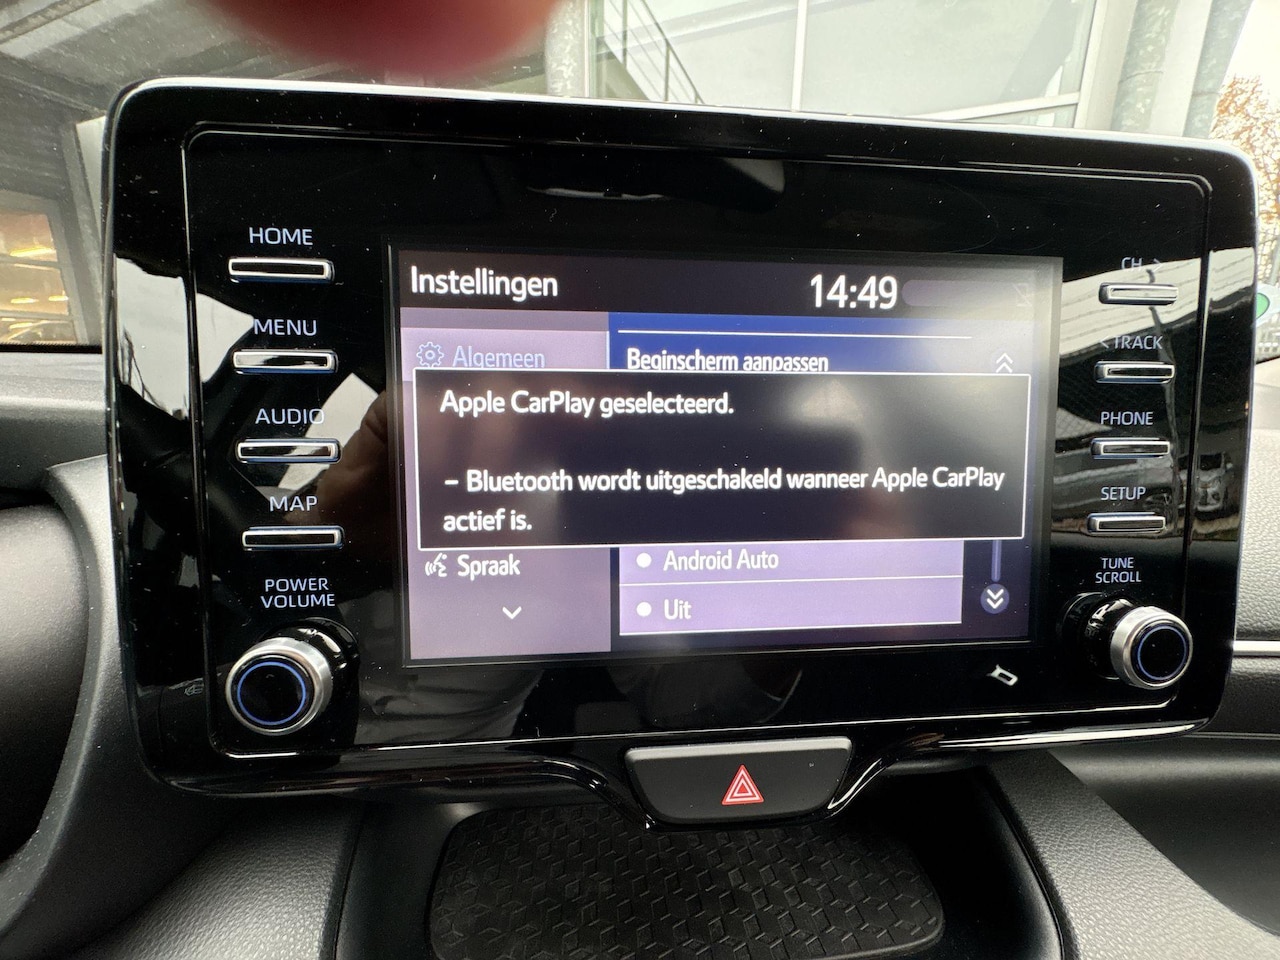 HOME
MENU
AUDIO
MAP
POWER
VOLUME
Instellingen
14:49
Algemeen
Beginscherm aanpassen
Apple CarPlay geselecteerd.
– Bluetooth wordt uitgeschakeld wanneer Apple CarPlay
actief is.
Spraak
Android Auto
Uit
CH >
< TRACK
PHONE
SETUP
TUNE
SCROLL